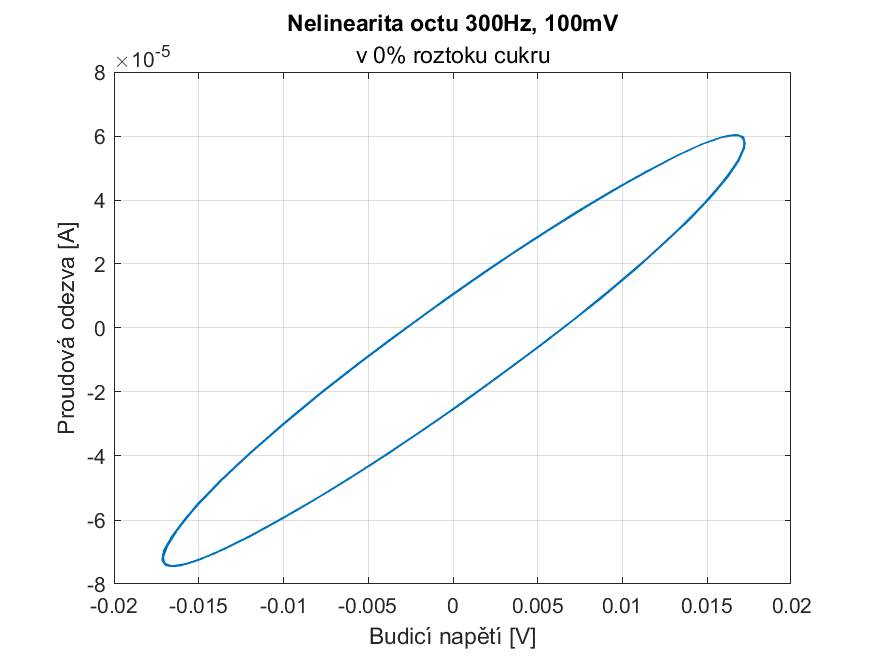 Nelinearita octu 300Hz, 100mV
v 0% roztoku cukru
×10^-5
8
6
4
2
0
-2
-4
-6
-8
Proudová odezva [A]
-0.02 -0.015 -0.01 -0.005 0 0.005 0.01 0.015 0.02
Budicí napětí [V]